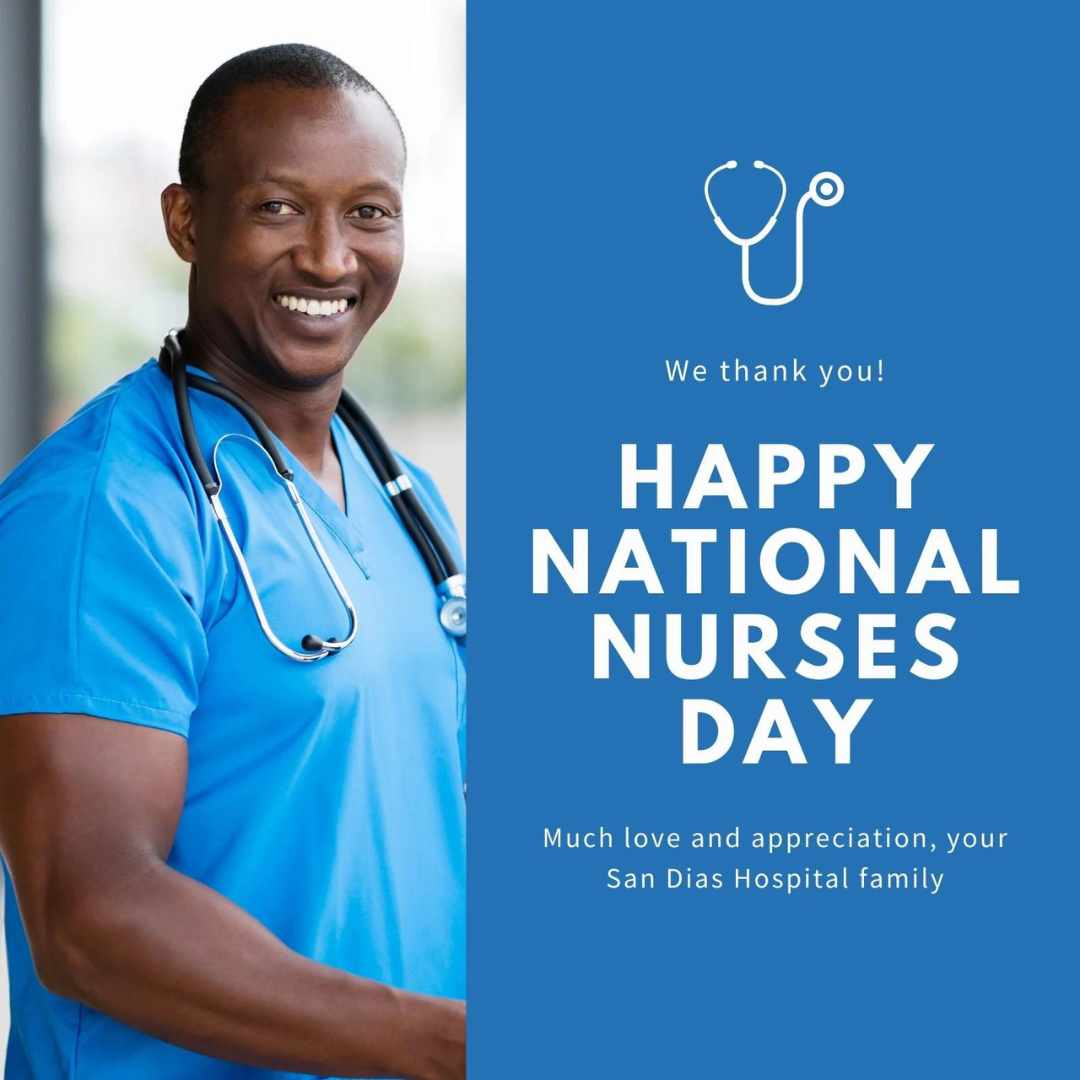 We thank you!
HAPPY
NATIONAL
NURSES
DAY
Much love and appreciation, your
San Dias Hospital family